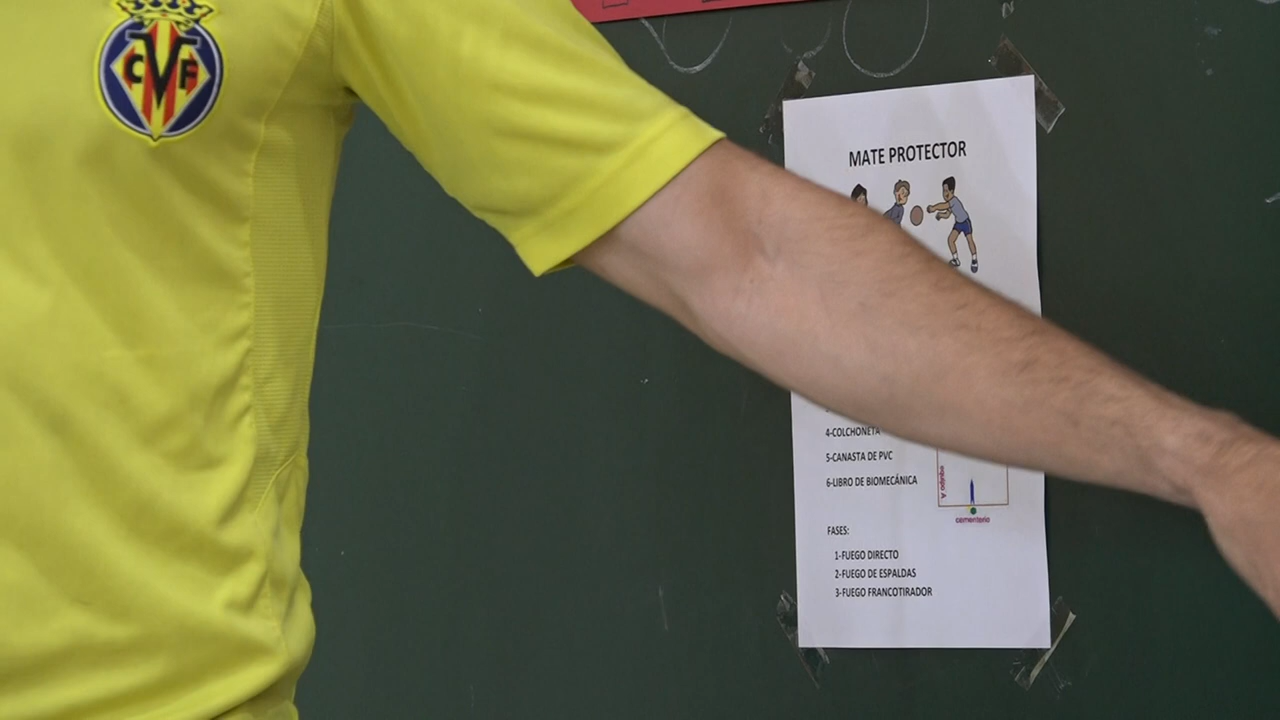 CVF
MATE PROTECTOR
4-COLCHONETA
5-CANASTA DE PVC
6-LIBRO DE BIOMECÁNICA
equipo A
cementerio
FASES:
1-FUEGO DIRECTO
2-FUEGO DE ESPALDAS
3-FUEGO FRANCOTIRADOR